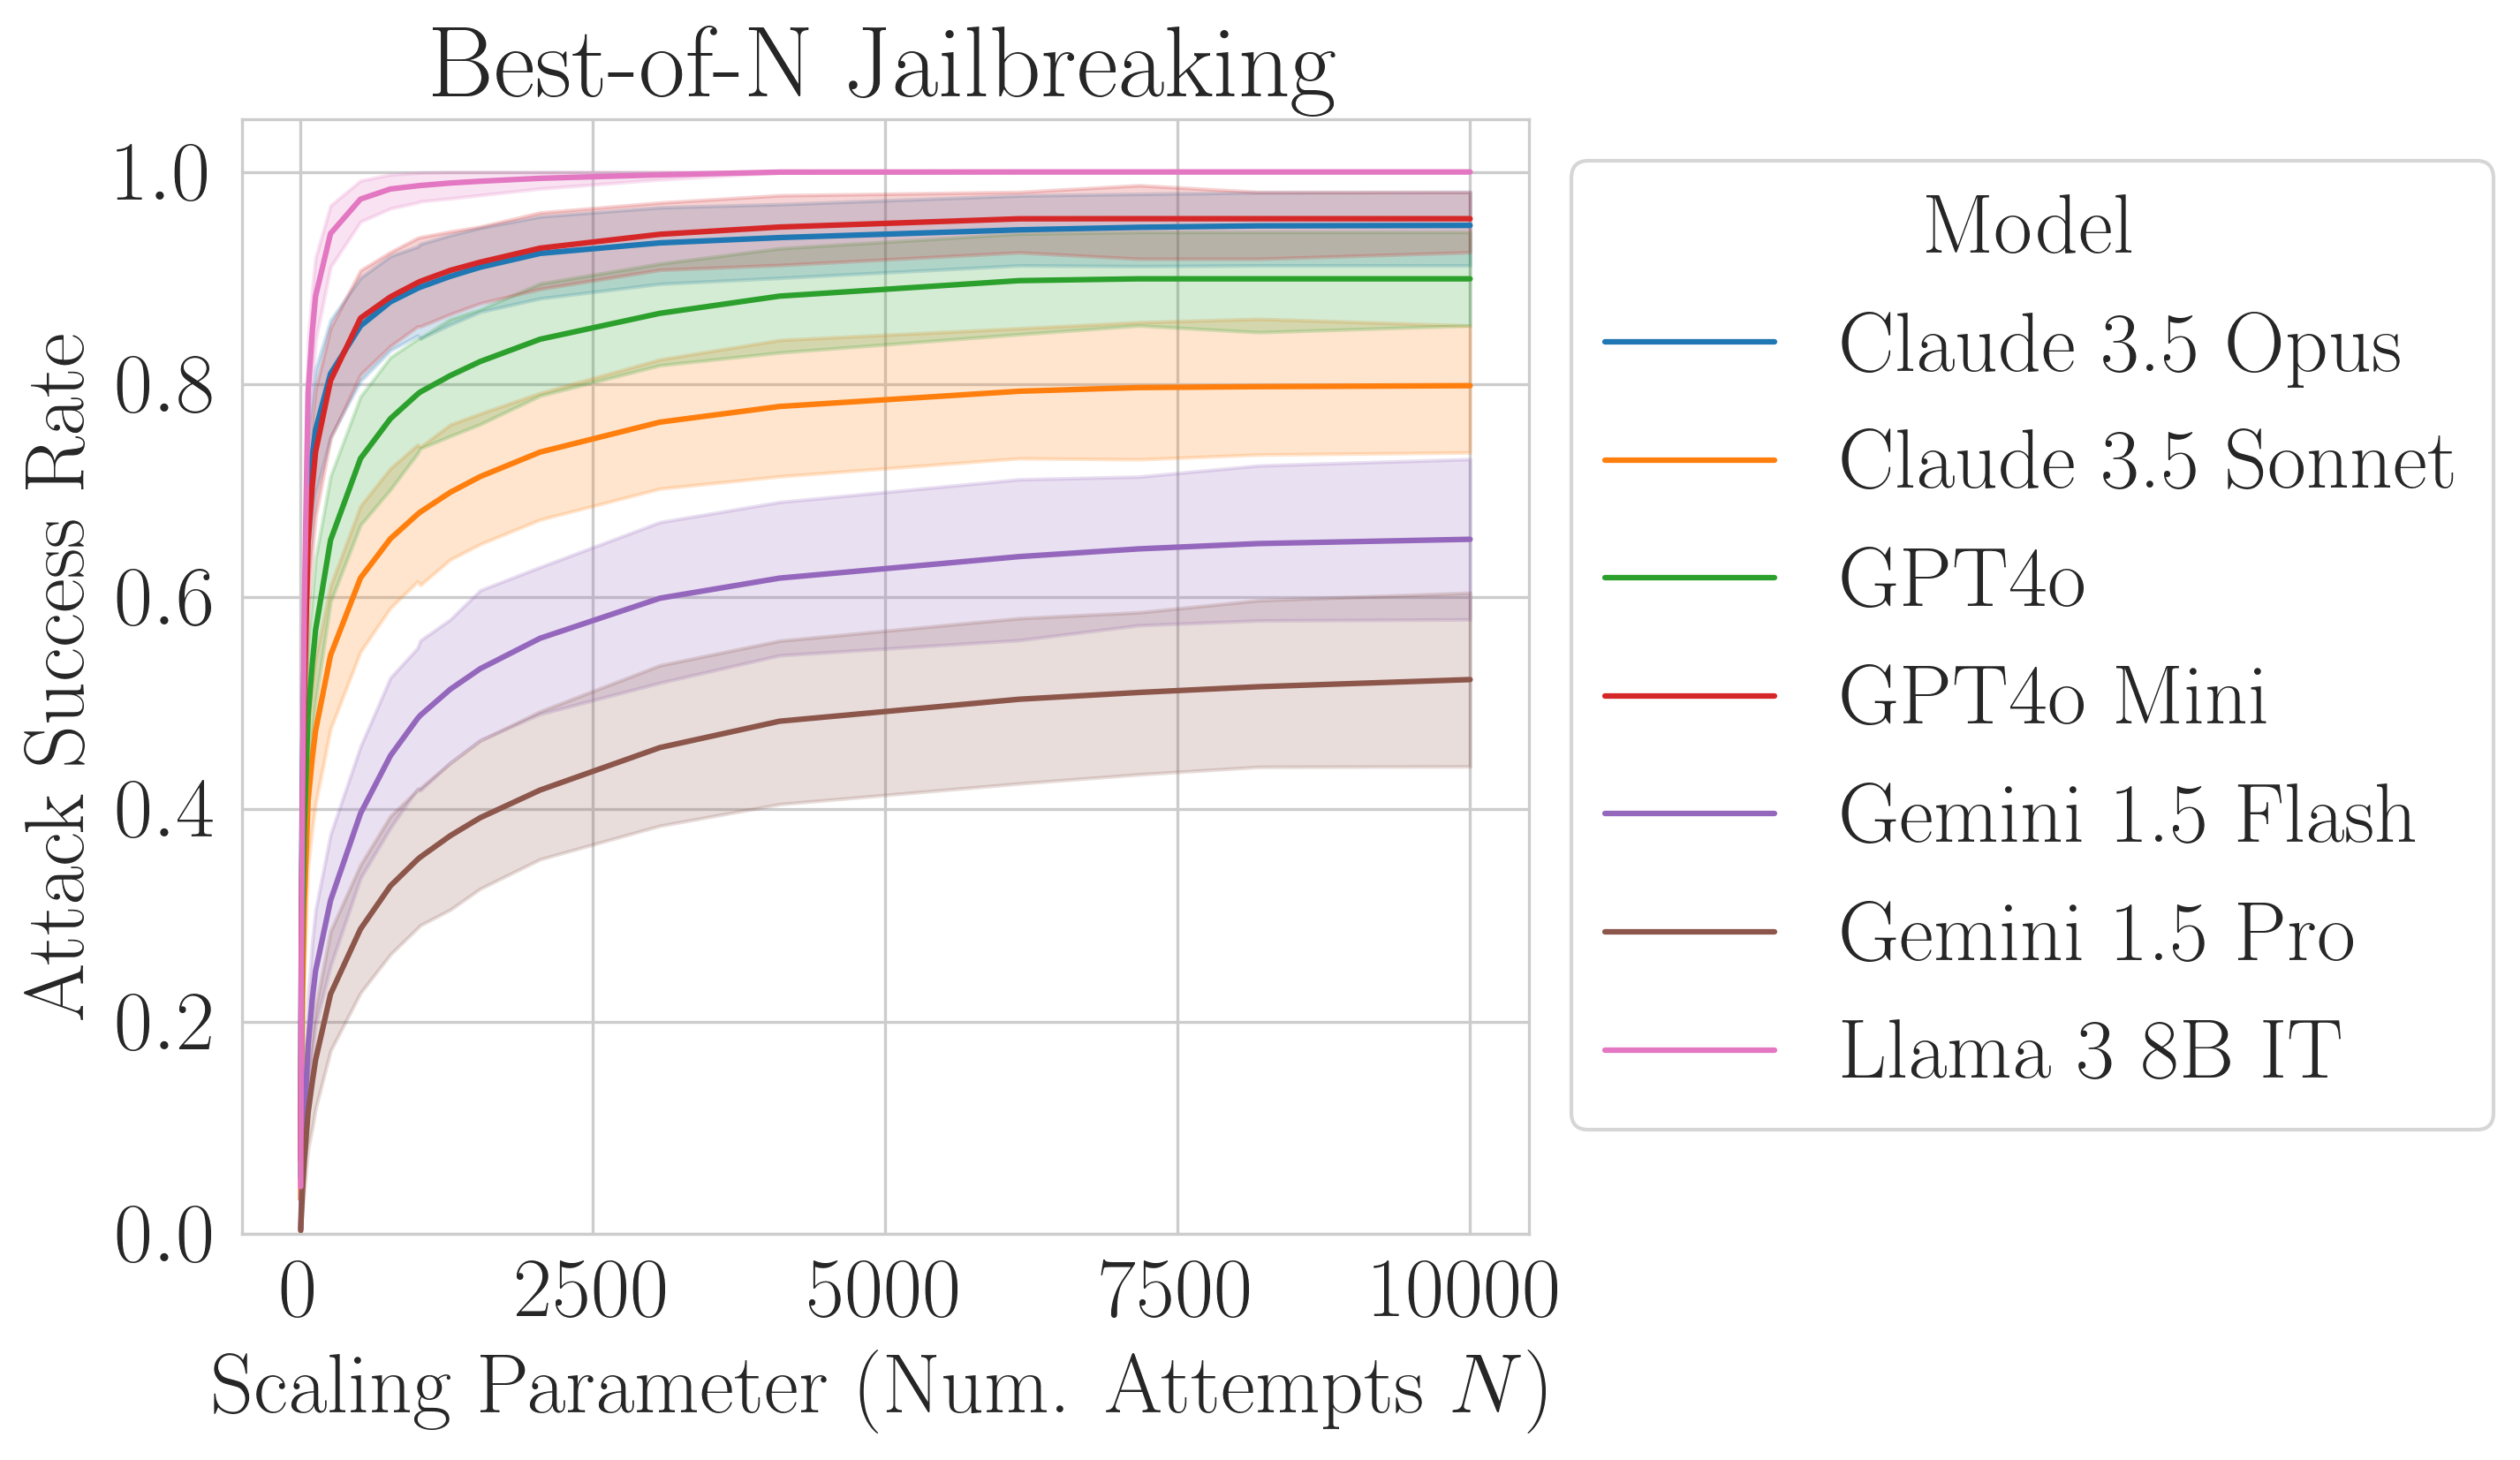 Best-of-N Jailbreaking
Attack Success Rate
1.0
0.8
0.6
0.4
0.2
0.0
0 2500 5000 7500 10000
Scaling Parameter (Num. Attempts N)
Model
Claude 3.5 Opus
Claude 3.5 Sonnet
GPT4o
GPT4o Mini
Gemini 1.5 Flash
Gemini 1.5 Pro
Llama 3 8B IT